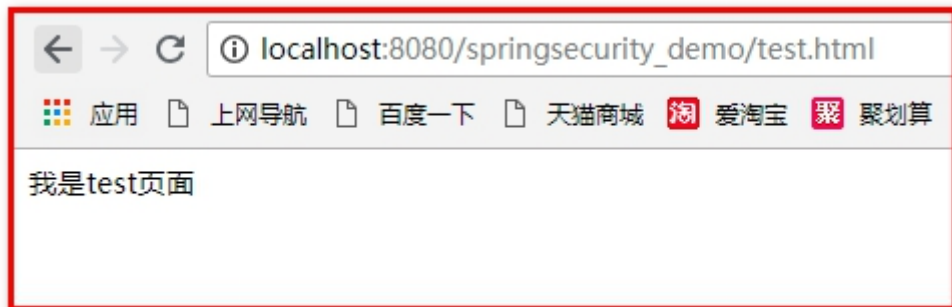 localhost:8080/springsecurity_demo/test.html
应用 上网导航 百度一下 天猫商城 淘 爱淘宝 聚 聚划算
我是test页面